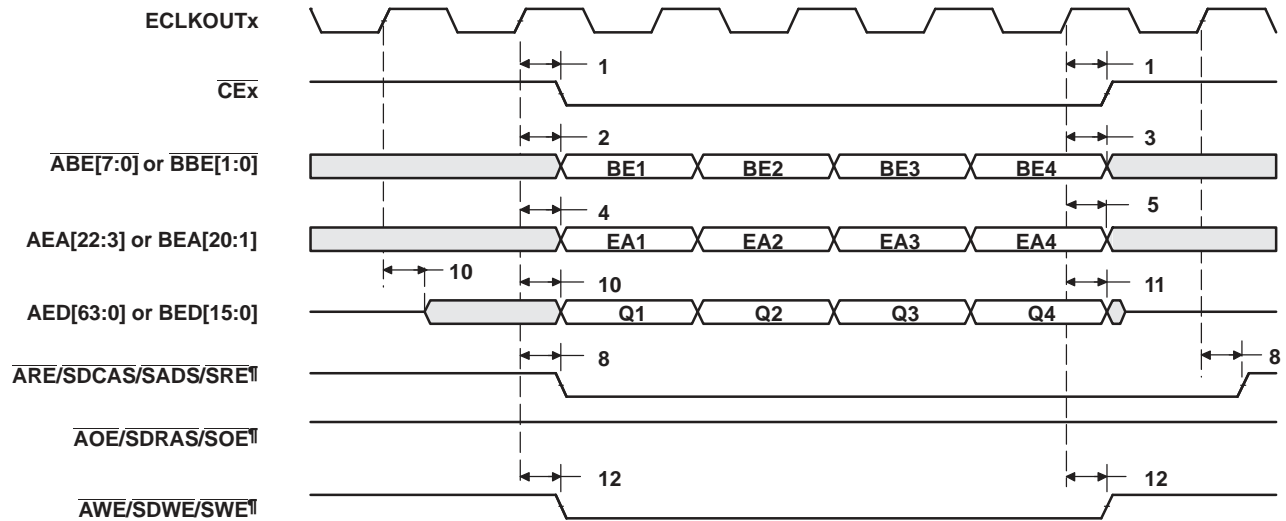 ECLKOUTx
1 1
CEx
2 3
ABE[7:0] or BBE[1:0]
BE1 BE2 BE3 BE4
4 5
AEA[22:3] or BEA[20:1]
EA1 EA2 EA3 EA4
10 10 11
AED[63:0] or BED[15:0]
Q1 Q2 Q3 Q4
8 8
ARE/SDCAS/SADS/SRE¶
AOE/SDRAS/SOE¶
12 12
AWE/SDWE/SWE¶